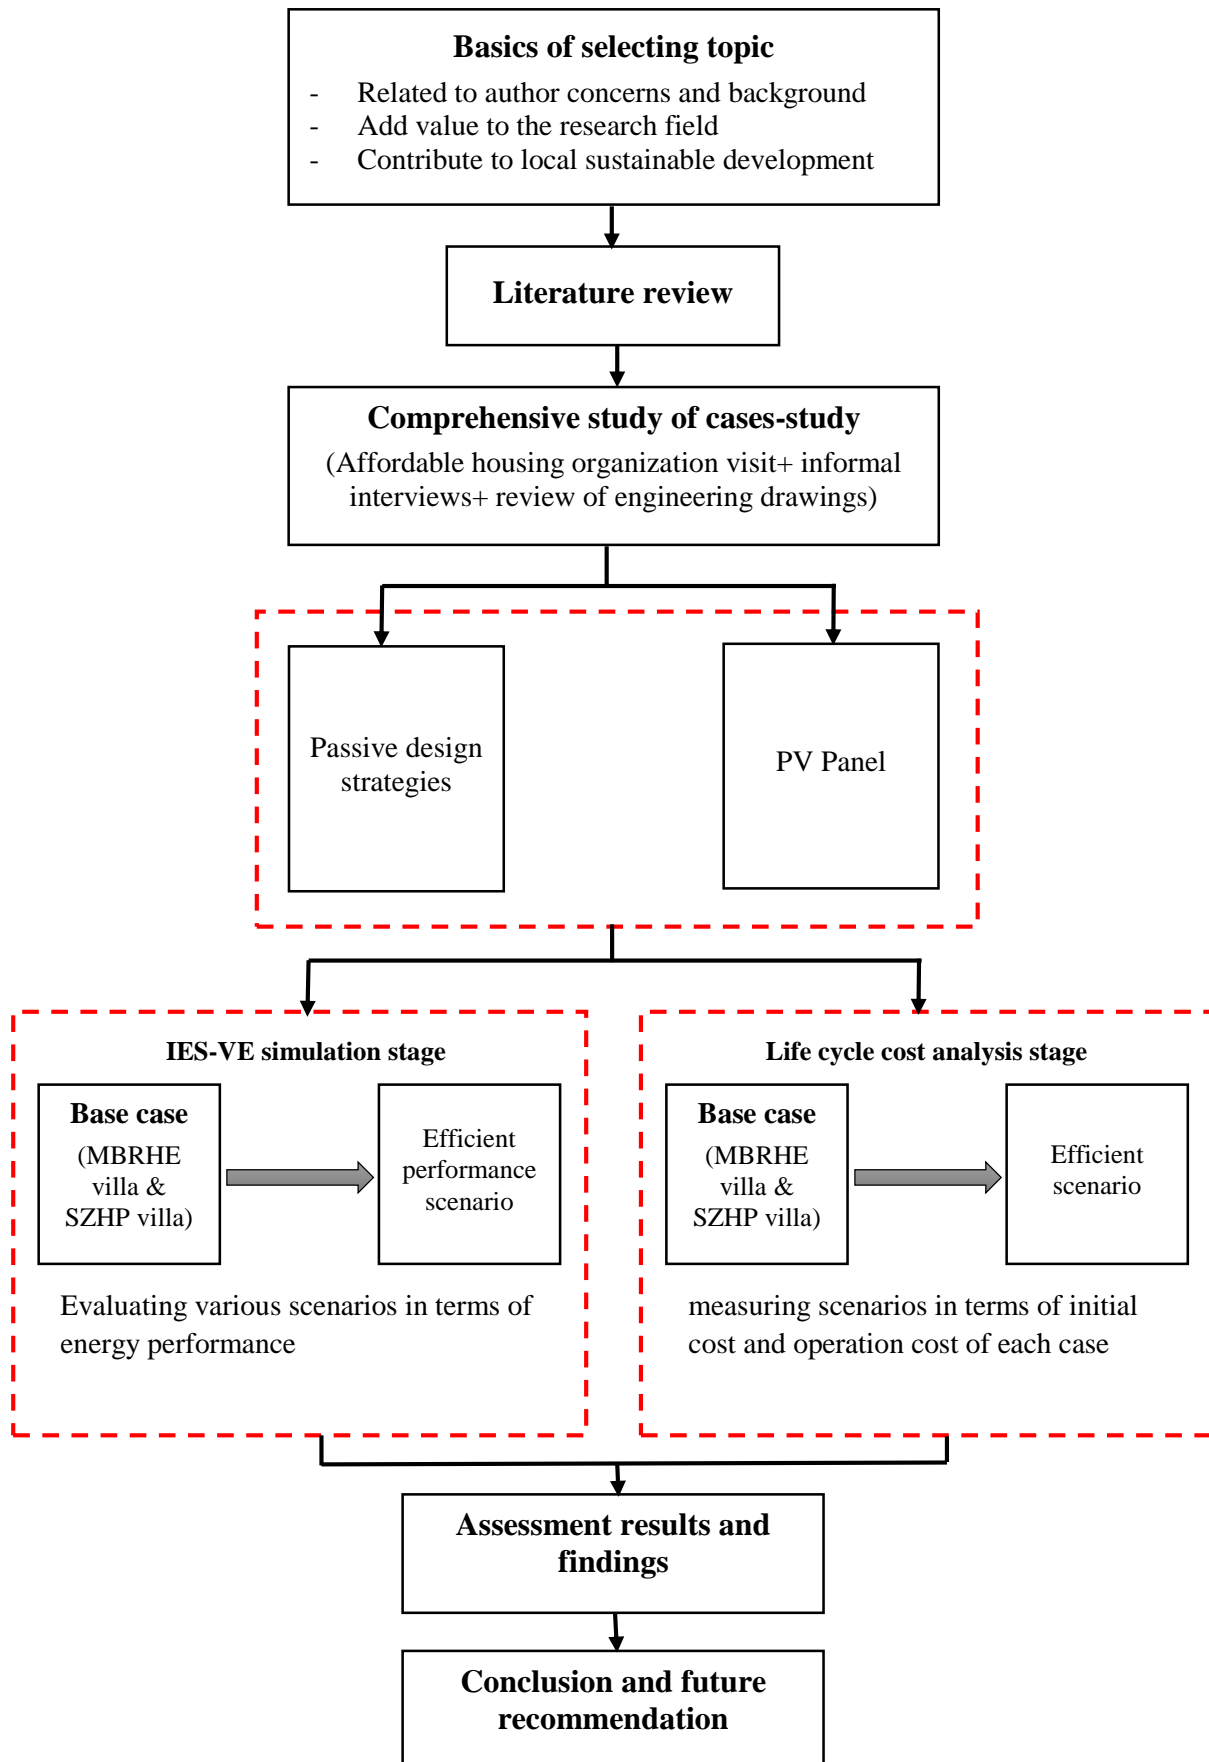 Basics of selecting topic
- Related to author concerns and background
- Add value to the research field
- Contribute to local sustainable development
Literature review
Comprehensive study of cases-study
(Affordable housing organization visit+ informal
interviews+ review of engineering drawings)
Passive design
strategies
PV Panel
IES-VE simulation stage
Base case
(MBRHE
villa &
SZHP villa)
Efficient
performance
scenario
Evaluating various scenarios in terms of
energy performance
Life cycle cost analysis stage
Base case
(MBRHE
villa &
SZHP villa)
Efficient
scenario
measuring scenarios in terms of initial
cost and operation cost of each case
Assessment results and
findings
Conclusion and future
recommendation